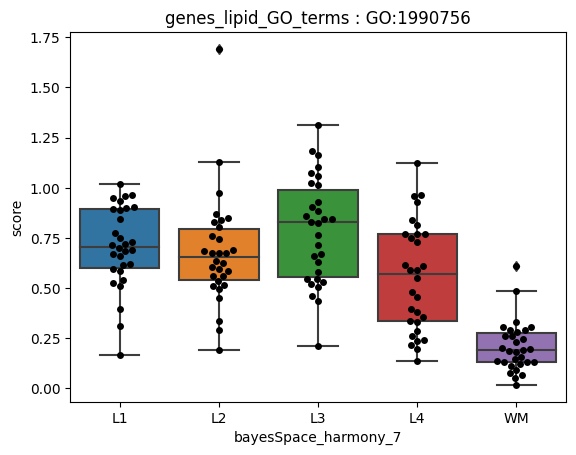 genes_lipid_GO_terms : GO:1990756
1.75
1.50
1.25
1.00
0.75
0.50
0.25
0.00
score
L1 L2 L3 L4 WM
bayesSpace_harmony_7